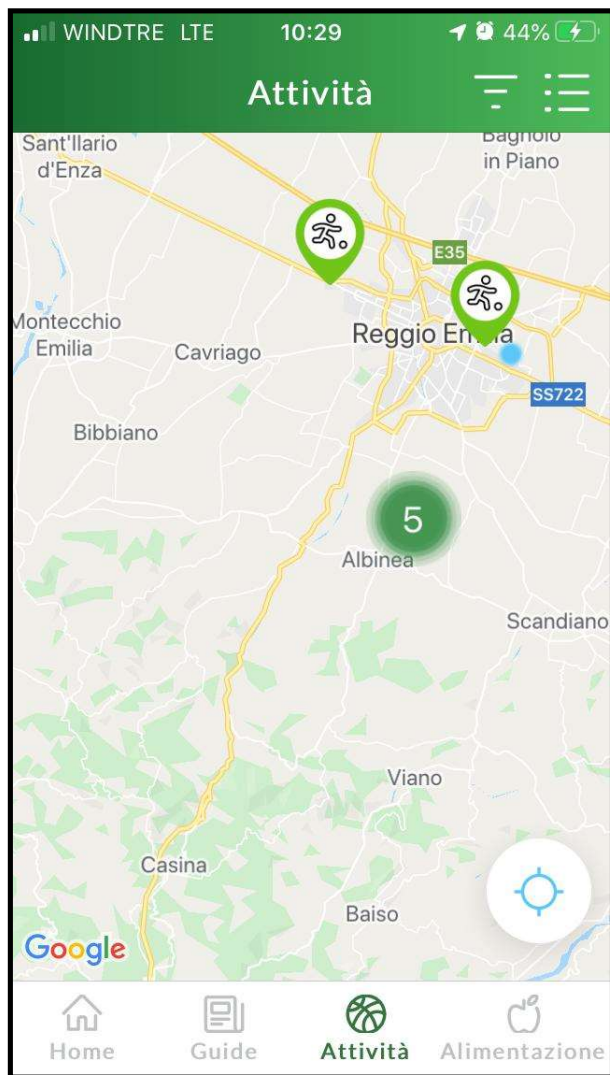 WINDTRE LTE 10:29 44%
Attività
Sant'Ilario
d'Enza
Bagnolo
in Piano
E35
Montecchio
Emilia
Cavriago
Reggio Emilia
SS722
Bibbiano
5
Albinea
Scandiano
Viano
Casina
Baiso
Google
Home Guide Attività Alimentazione